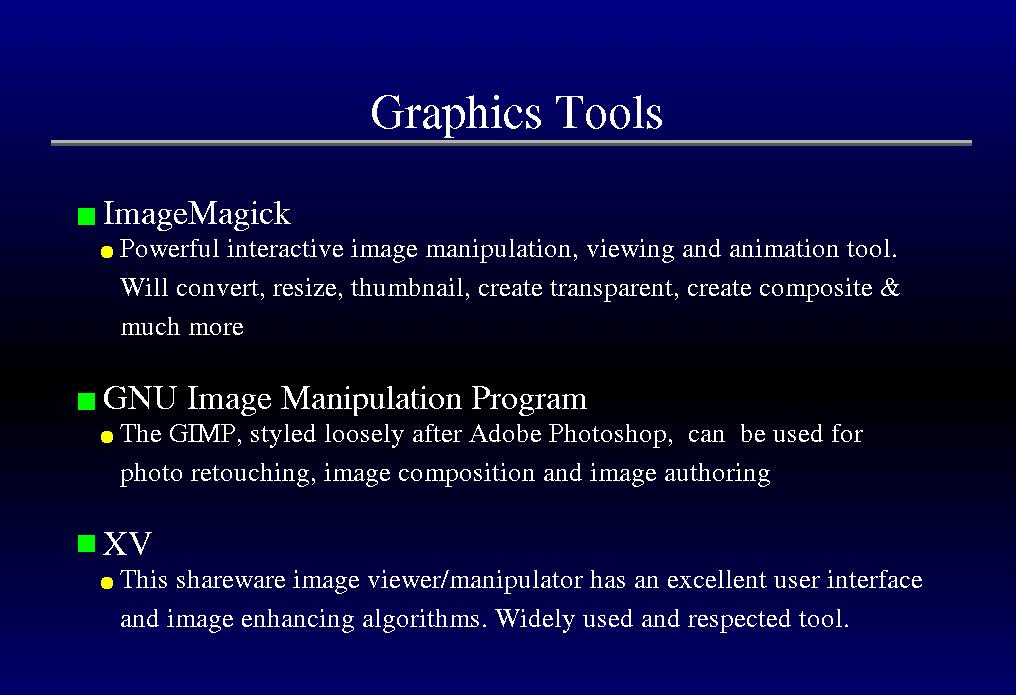 Graphics Tools
ImageMagick
Powerful interactive image manipulation, viewing and animation tool.
Will convert, resize, thumbnail, create transparent, create composite &
much more
GNU Image Manipulation Program
The GIMP, styled loosely after Adobe Photoshop,  can  be used for
photo retouching, image composition and image authoring
XV
This shareware image viewer/manipulator has an excellent user interface
and image enhancing algorithms. Widely used and respected tool.